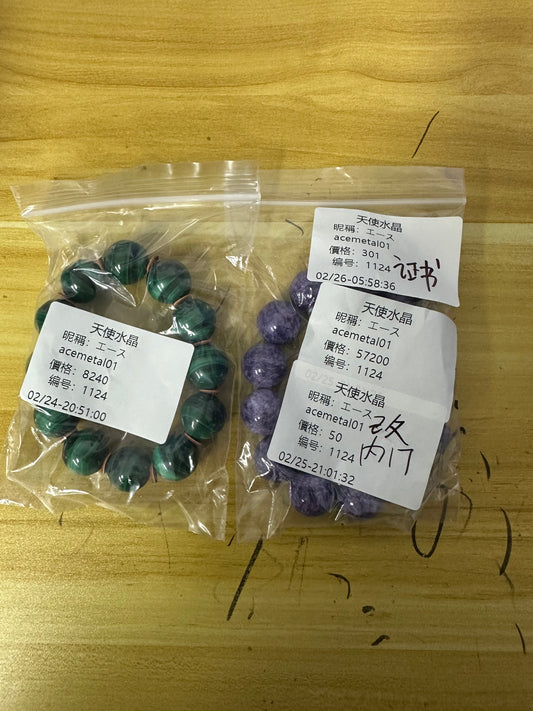 天使水晶
昵稱：エース
acemetal01
價格：8240
编号：1124
02/24-20:51:00
天使水晶
昵稱：エース
acemetal01
價格：301
编号：1124
证书
02/26-05:58:36
天使水晶
昵稱：エース
acemetal01
價格：57200
编号：1124
02/25
天使水晶
昵稱：エース
acemetal01
價格：50
编号：1124
改
内
02/25-21:01:32